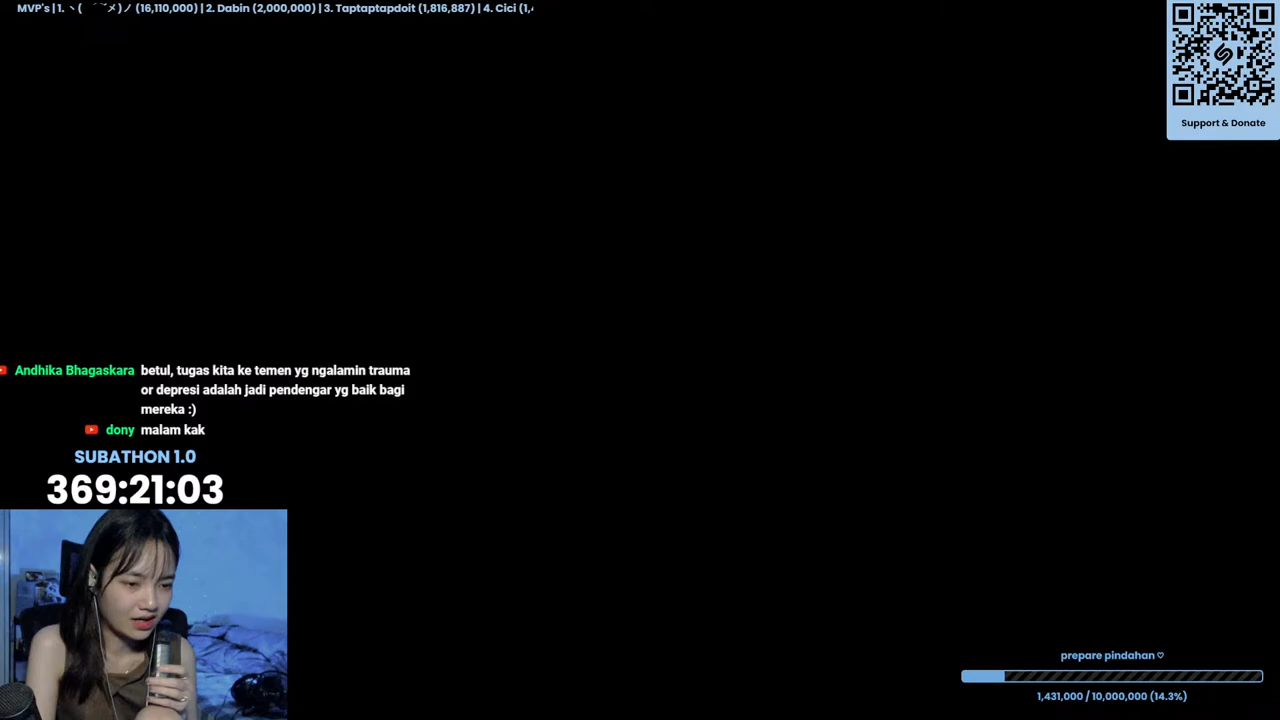 MVP's | 1. ヽ( ｀ﾞﾒ)ノ (16,110,000) | 2. Dabin (2,000,000) | 3. Taptaptapdoit (1,816,887) | 4. Cici (1,
Support & Donate
Andhika Bhagaskara betul, tugas kita ke temen yg ngalamin trauma
or depresi adalah jadi pendengar yg baik bagi
mereka :)
dony malam kak
SUBATHON 1.0
369:21:03
prepare pindahan ♡
1,431,000 / 10,000,000 (14.3%)